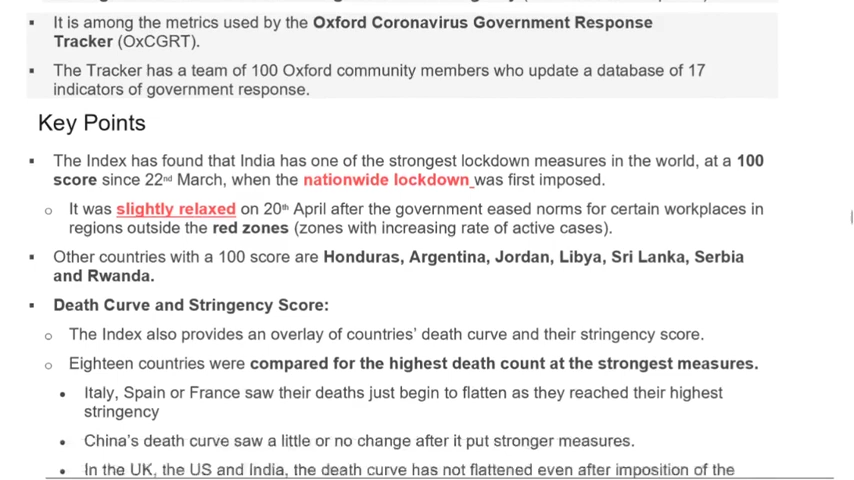 It is among the metrics used by the Oxford Coronavirus Government Response
Tracker (OxCGRT).
The Tracker has a team of 100 Oxford community members who update a database of 17
indicators of government response.
Key Points
The Index has found that India has one of the strongest lockdown measures in the world, at a 100
score since 22nd March, when the nationwide lockdown was first imposed.
It was slightly relaxed on 20th April after the government eased norms for certain workplaces in
regions outside the red zones (zones with increasing rate of active cases).
Other countries with a 100 score are Honduras, Argentina, Jordan, Libya, Sri Lanka, Serbia
and Rwanda.
Death Curve and Stringency Score:
The Index also provides an overlay of countries' death curve and their stringency score.
Eighteen countries were compared for the highest death count at the strongest measures.
Italy, Spain or France saw their deaths just begin to flatten as they reached their highest
stringency
China's death curve saw a little or no change after it put stronger measures.
In the UK, the US and India, the death curve has not flattened even after imposition of the